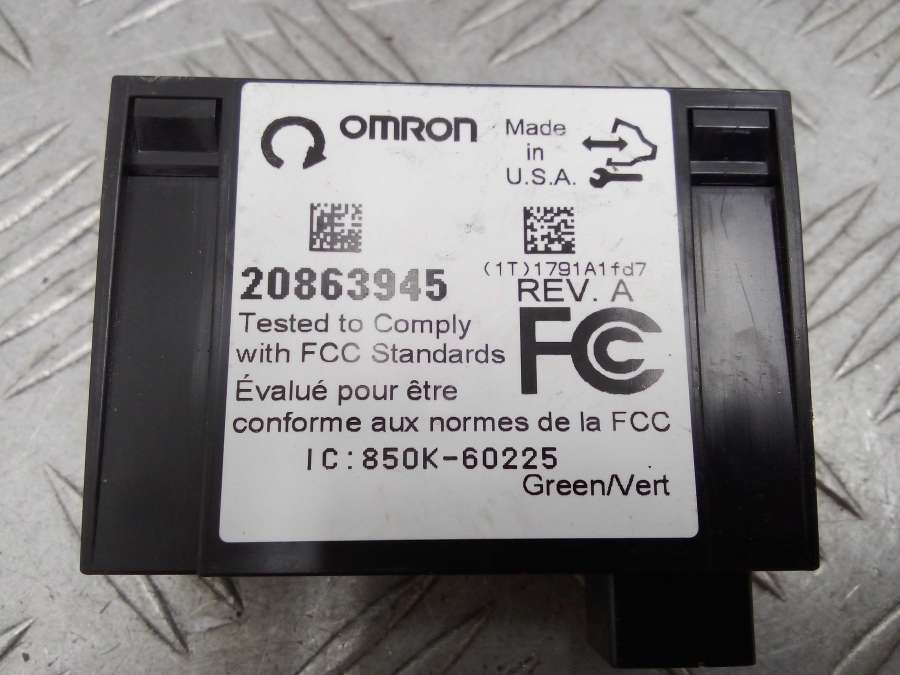 OMRON
Made
in
U.S.A.
(1T)1791A1fd7
20863945
REV. A
Tested to Comply
with FCC Standards
FC
Évalué pour être
conforme aux normes de la FCC
IC:850K-60225
Green/Vert